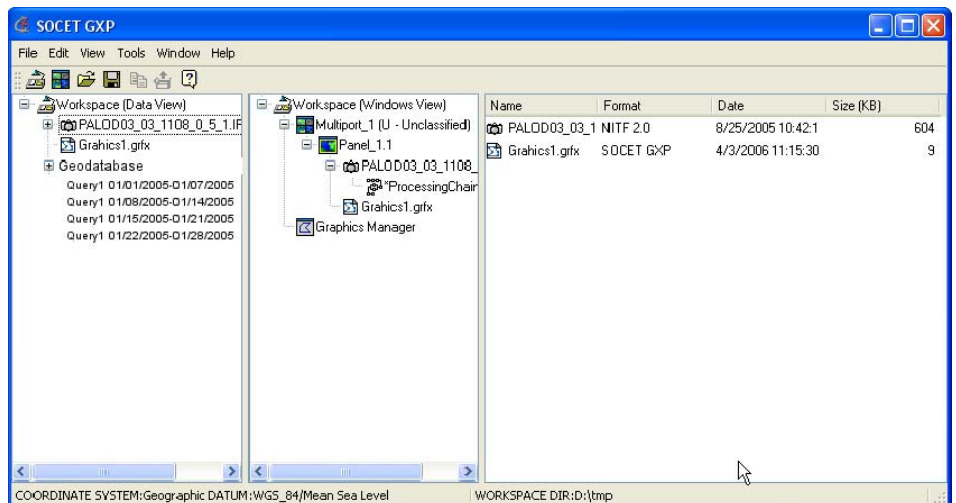 SOCET GXP
File Edit View Tools Window Help
Workspace (Data View)
PALOD03_03_1108_0_5_1.IF
Grahics1.grfx
Geodatabase
Query1 01/01/2005-01/07/2005
Query1 01/08/2005-01/14/2005
Query1 01/15/2005-01/21/2005
Query1 01/22/2005-01/28/2005
Workspace (Windows View)
Multiport_1 (U - Unclassified)
Panel_1.1
PALOD03_03_1108_
*ProcessingChain
Grahics1.grfx
Graphics Manager
Name Format Date Size (KB)
PALOD03_03_1 NITF 2.0 8/25/2005 10:42:1 604
Grahics1.grfx SOCET GXP 4/3/2006 11:15:30 9
COORDINATE SYSTEM:Geographic DATUM:WGS_84/Mean Sea Level WORKSPACE DIR:D:\tmp